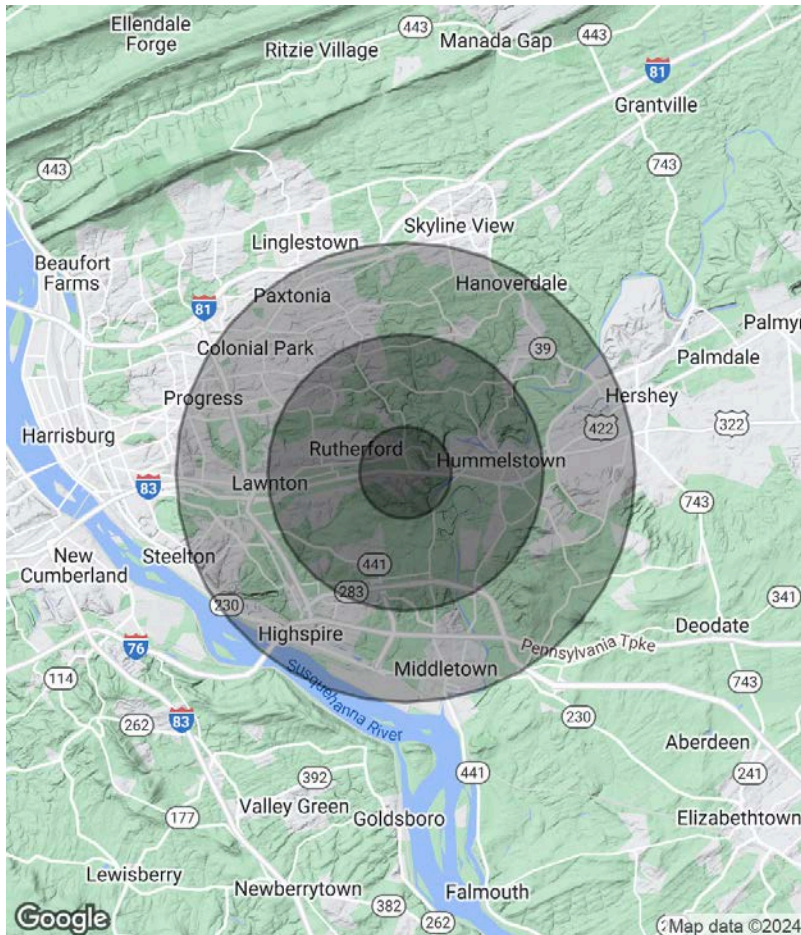 Ellendale
Forge
Ritzie Village
443
Manada Gap
443
81
Grantville
443
743
Skyline View
Linglestown
Beaufort
Farms
Hanoverdale
Paxtonia
81
Palmyr
Colonial Park
39
Palmdale
Progress
Hershey
422
322
Harrisburg
Rutherford
Hummelstown
83
Lawnton
743
New
Cumberland
Steelton
441
283
230
341
Highspire
Deodate
76
Pennsylvania Tpke
Middletown
114
Susquehanna River
743
262
83
230
Aberdeen
392
441
241
177
Valley Green
Goldsboro
Elizabethtown
Lewisberry
Newberrytown
Falmouth
382
262
Google
Map data ©2024